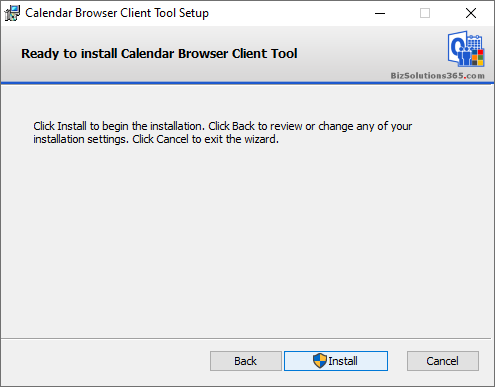 Calendar Browser Client Tool Setup
Ready to install Calendar Browser Client Tool
BizSolutions365.com
Click Install to begin the installation. Click Back to review or change any of your
installation settings. Click Cancel to exit the wizard.
Back
Install
Cancel